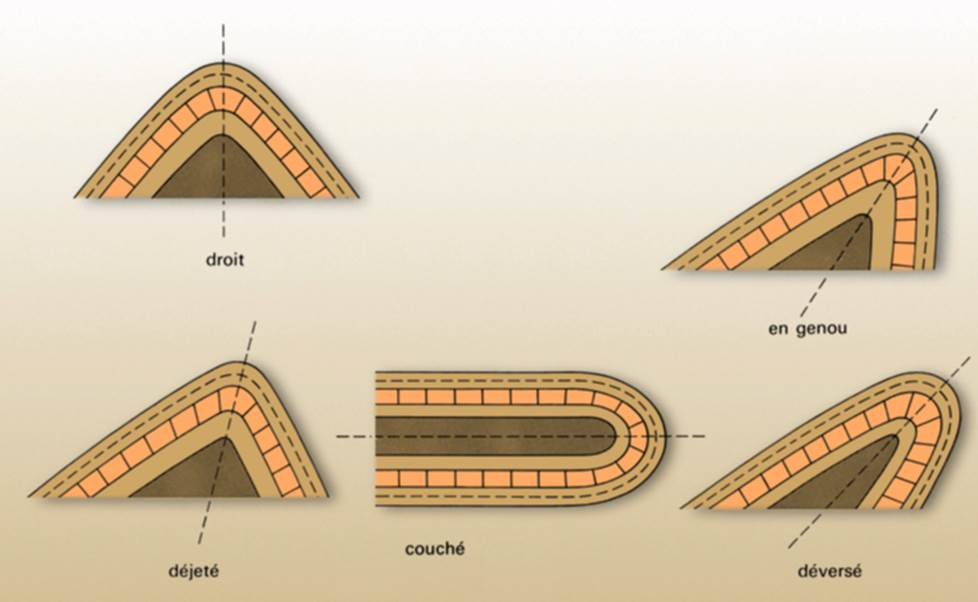 droit
en genou
déjeté
couché
déversé